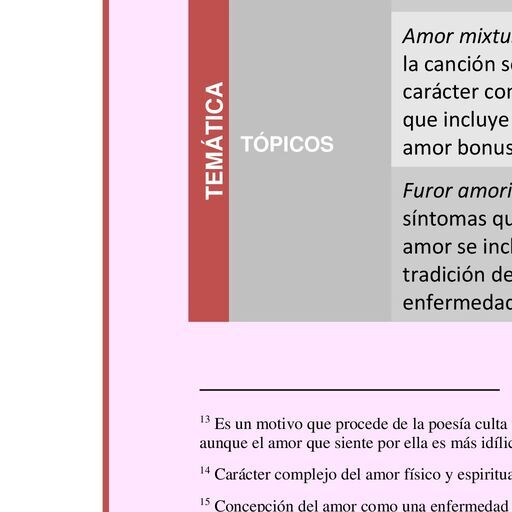 TEMÁTICA
TÓPICOS
Amor mixtu
la canción s
carácter cor
que incluye
amor bonus
Furor amori
síntomas qu
amor se incl
tradición de
enfermedad
13 Es un motivo que procede de la poesía culta
aunque el amor que siente por ella es más idílic
14 Carácter complejo del amor físico y espiritua
15 Concepción del amor como una enfermedad